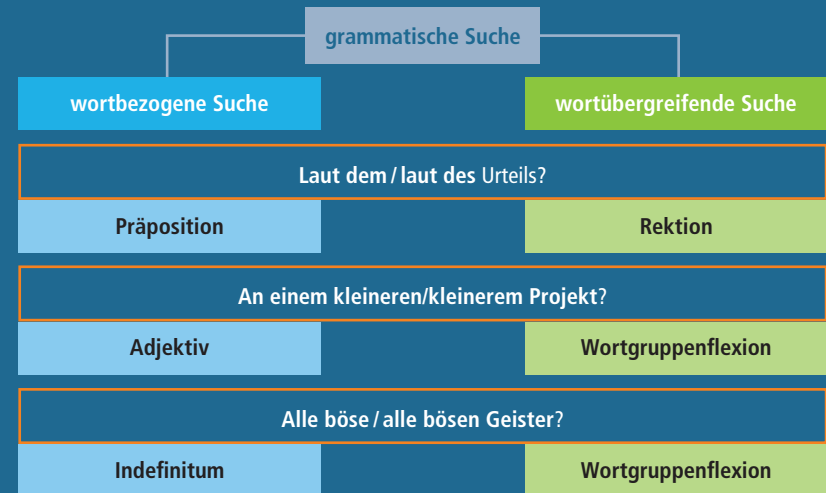 grammatische Suche
wortbezogene Suche
wortübergreifende Suche
Laut dem / laut des Urteils?
Präposition
Rektion
An einem kleineren/kleinerem Projekt?
Adjektiv
Wortgruppenflexion
Alle böse / alle bösen Geister?
Indefinitum
Wortgruppenflexion